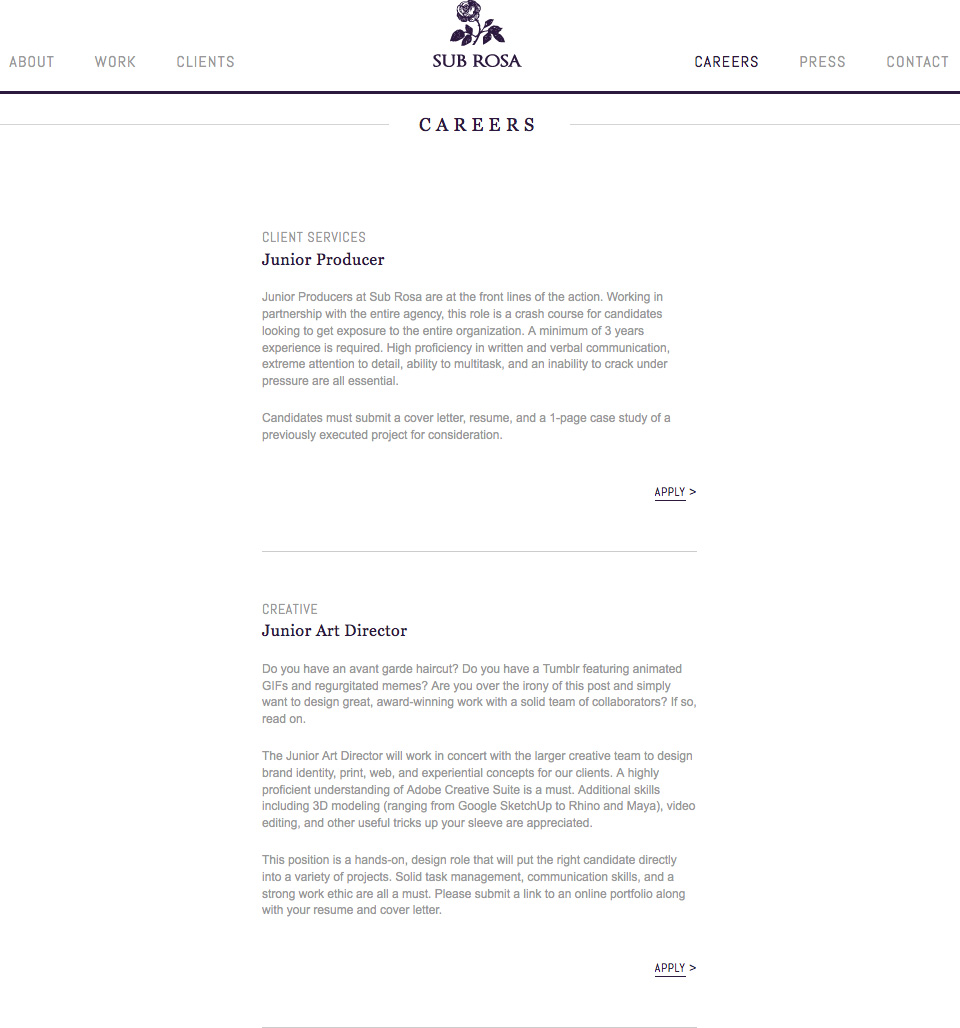 ABOUT WORK CLIENTS SUB ROSA CAREERS PRESS CONTACT
CAREERS
CLIENT SERVICES
Junior Producer
Junior Producers at Sub Rosa are at the front lines of the action. Working in
partnership with the entire agency, this role is a crash course for candidates
looking to get exposure to the entire organization. A minimum of 3 years
experience is required. High proficiency in written and verbal communication,
extreme attention to detail, ability to multitask, and an inability to crack under
pressure are all essential.
Candidates must submit a cover letter, resume, and a 1-page case study of a
previously executed project for consideration.
APPLY >
CREATIVE
Junior Art Director
Do you have an avant garde haircut? Do you have a Tumblr featuring animated
GIFs and regurgitated memes? Are you over the irony of this post and simply
want to design great, award-winning work with a solid team of collaborators? If so,
read on.
The Junior Art Director will work in concert with the larger creative team to design
brand identity, print, web, and experiential concepts for our clients. A highly
proficient understanding of Adobe Creative Suite is a must. Additional skills
including 3D modeling (ranging from Google SketchUp to Rhino and Maya), video
editing, and other useful tricks up your sleeve are appreciated.
This position is a hands-on, design role that will put the right candidate directly
into a variety of projects. Solid task management, communication skills, and a
strong work ethic are all a must. Please submit a link to an online portfolio along
with your resume and cover letter.
APPLY >